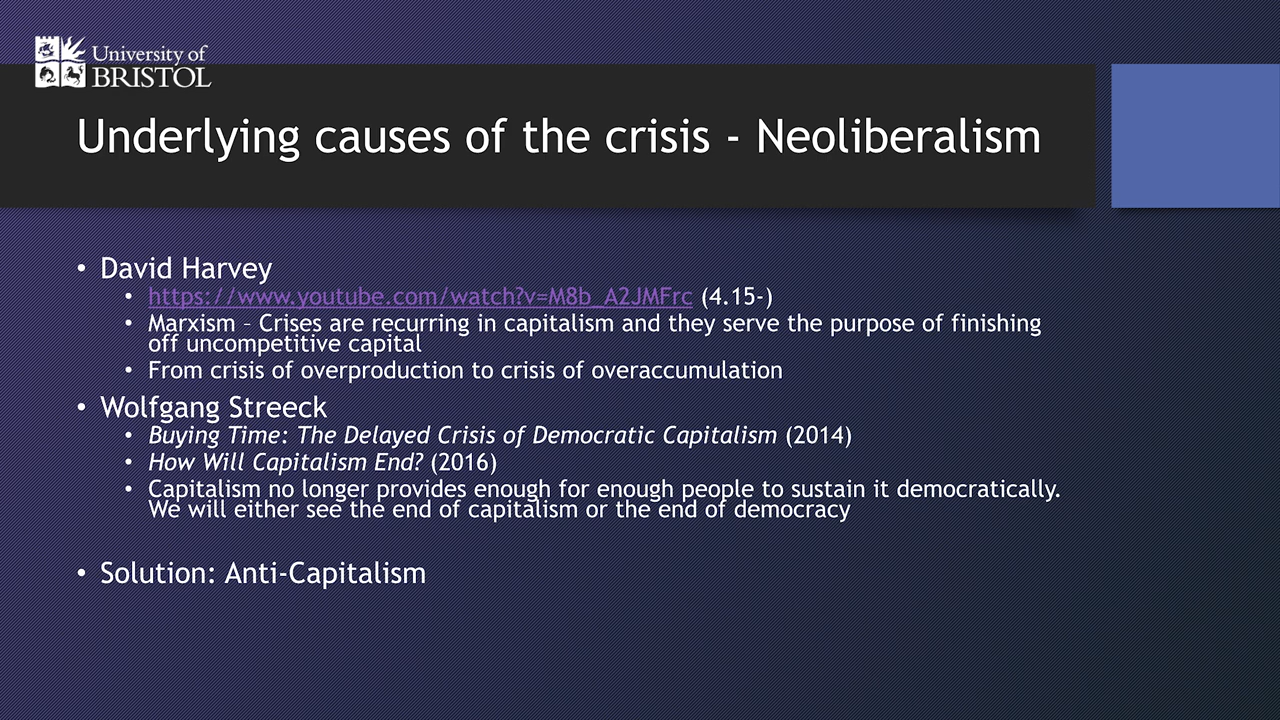 University of
BRISTOL
Underlying causes of the crisis - Neoliberalism
• David Harvey
• https://www.youtube.com/watch?v=M8b_A2JMFrc (4.15-)
• Marxism – Crises are recurring in capitalism and they serve the purpose of finishing
off uncompetitive capital
• From crisis of overproduction to crisis of overaccumulation
• Wolfgang Streeck
• Buying Time: The Delayed Crisis of Democratic Capitalism (2014)
• How Will Capitalism End? (2016)
• Capitalism no longer provides enough for enough people to sustain it democratically.
We will either see the end of capitalism or the end of democracy
• Solution: Anti-Capitalism